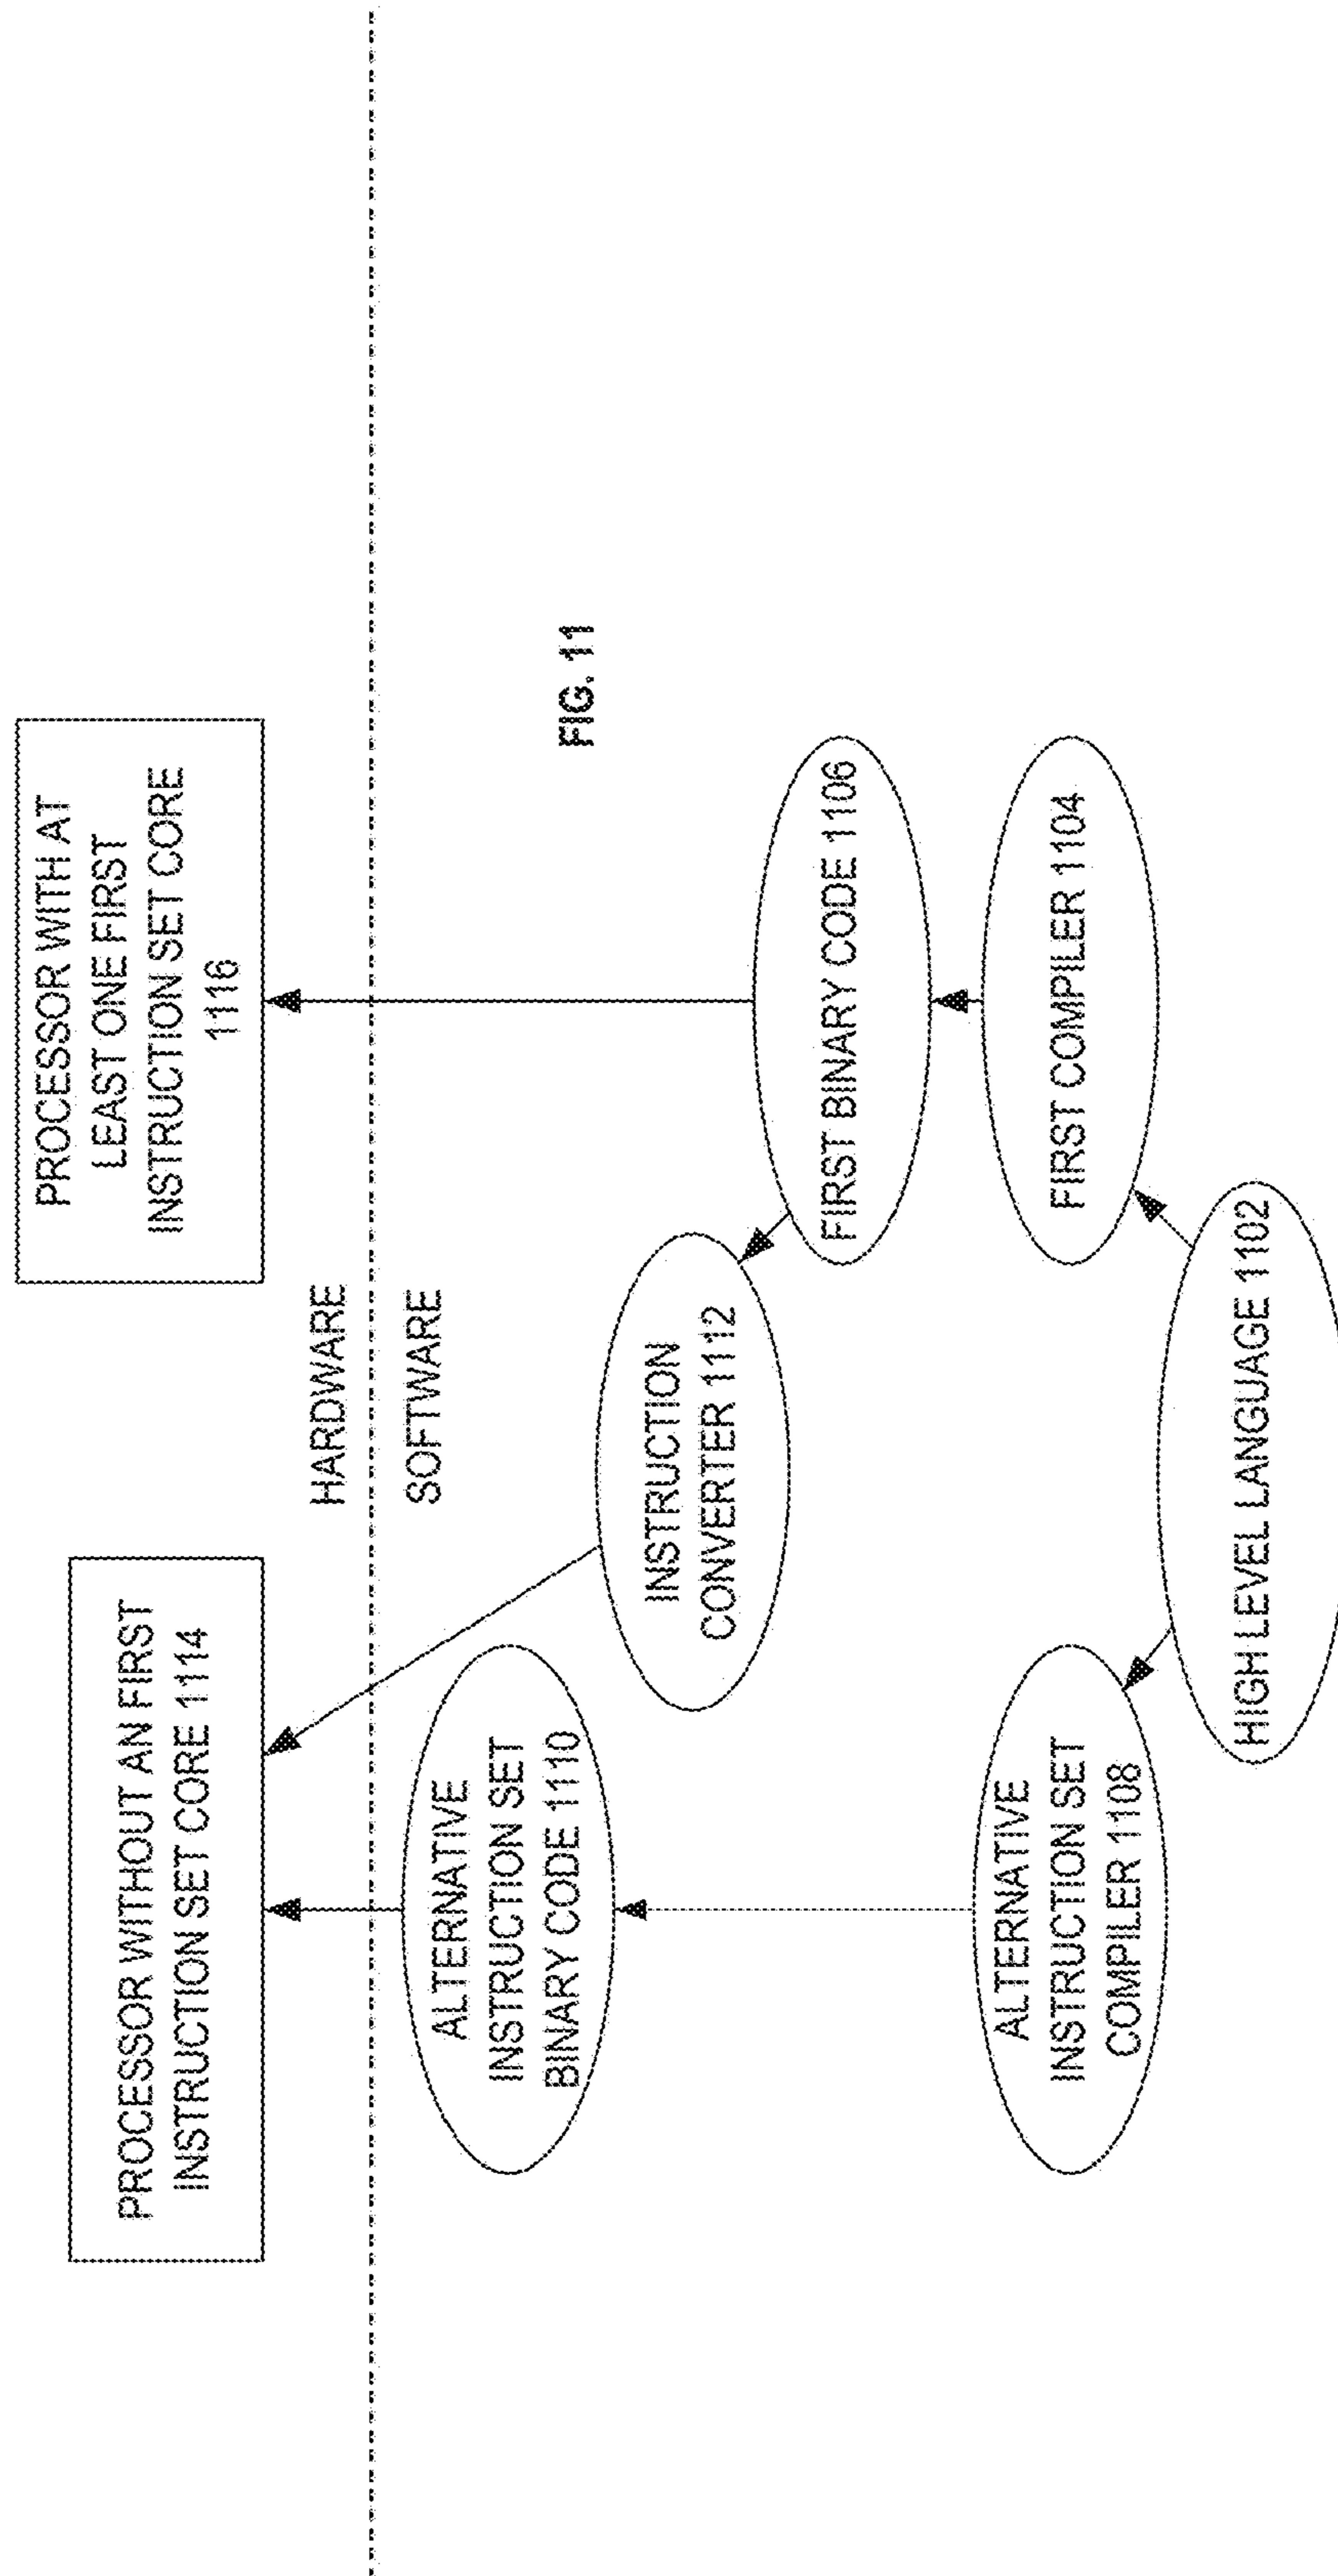 PROCESSOR WITHOUT AN FIRST
INSTRUCTION SET CORE 1114
PROCESSOR WITH AT
LEAST ONE FIRST
INSTRUCTION SET CORE
1116
HARDWARE
SOFTWARE
ALTERNATIVE
INSTRUCTION SET
BINARY CODE 1110
INSTRUCTION
CONVERTER 1112
FIG. 11
FIRST BINARY CODE 1106
ALTERNATIVE
INSTRUCTION SET
COMPILER 1108
FIRST COMPILER 1104
HIGH LEVEL LANGUAGE 1102